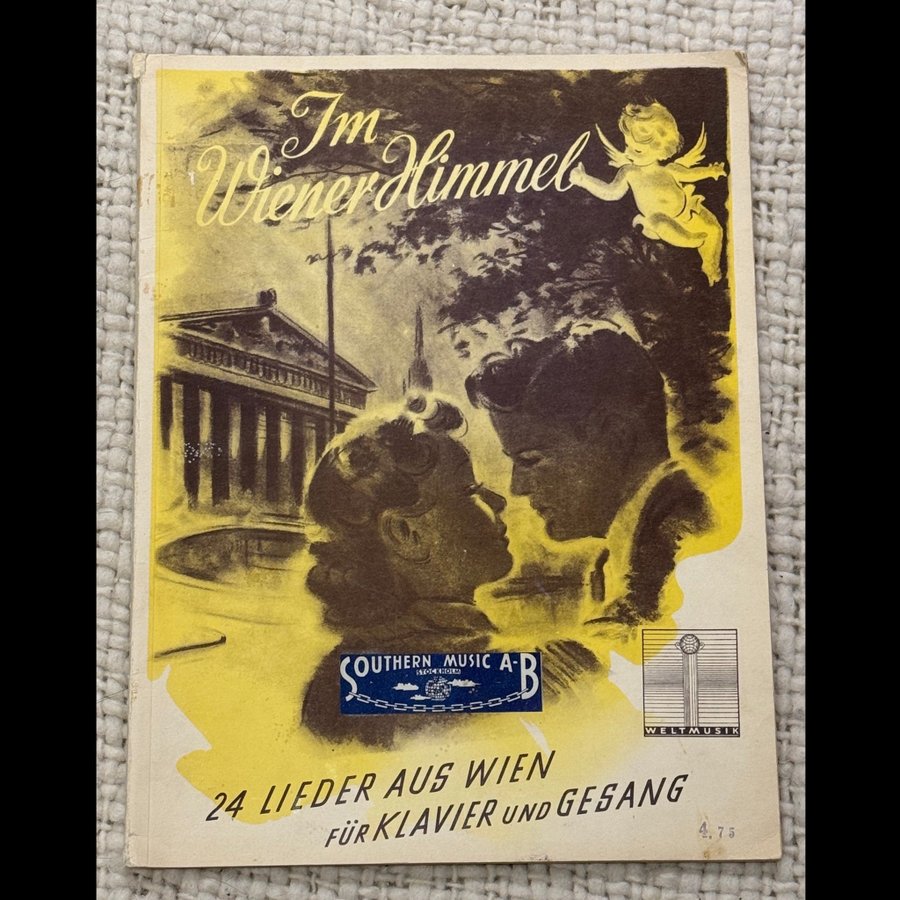 Im
Wiener Himmel
SOUTHERN MUSIC A-B
STOCKHOLM
WELTMUSIK
24 LIEDER AUS WIEN
FÜR KLAVIER UND GESANG
4.75